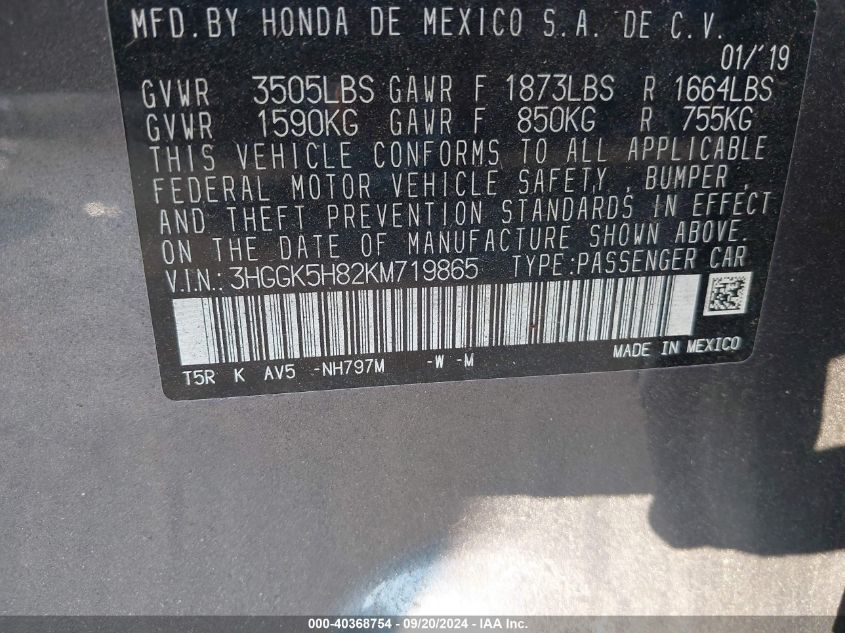 MFD.BY HONDA DE MEXICO S.A. DE C.V.
01/'19
GVWR 3505LBS GAWR F 1873LBS R 1664LBS
GVWR 1590KG GAWR F 850KG R 755KG
THIS VEHICLE CONFORMS TO ALL APPLICABLE
FEDERAL MOTOR VEHICLE SAFETY, BUMPER,
AND THEFT PREVENTION STANDARDS IN EFFECT
ON THE DATE OF MANUFACTURE SHOWN ABOVE.
V.I.N.: 3HGGK5H82KM719865 TYPE:PASSENGER CAR
T5R K AV5 -NH797M -W -M MADE IN MEXICO
000-40368754 - 09/20/2024 - © IAA Inc.